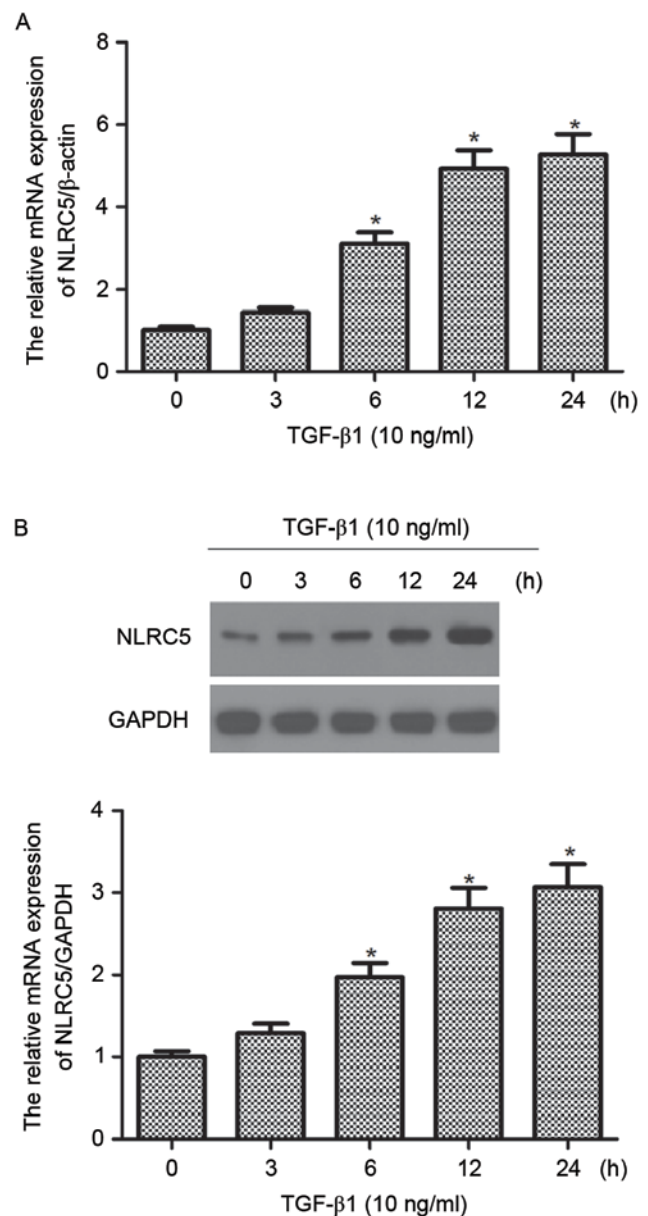 A
The relative mRNA expression
of NLRC5/β-actin
8
6
4
2
0
*
*
*
0 3 6 12 24 (h)
TGF-β1 (10 ng/ml)
B
TGF-β1 (10 ng/ml)
0 3 6 12 24 (h)
NLRC5
GAPDH
The relative mRNA expression
of NLRC5/GAPDH
4
3
2
1
0
*
*
*
0 3 6 12 24 (h)
TGF-β1 (10 ng/ml)